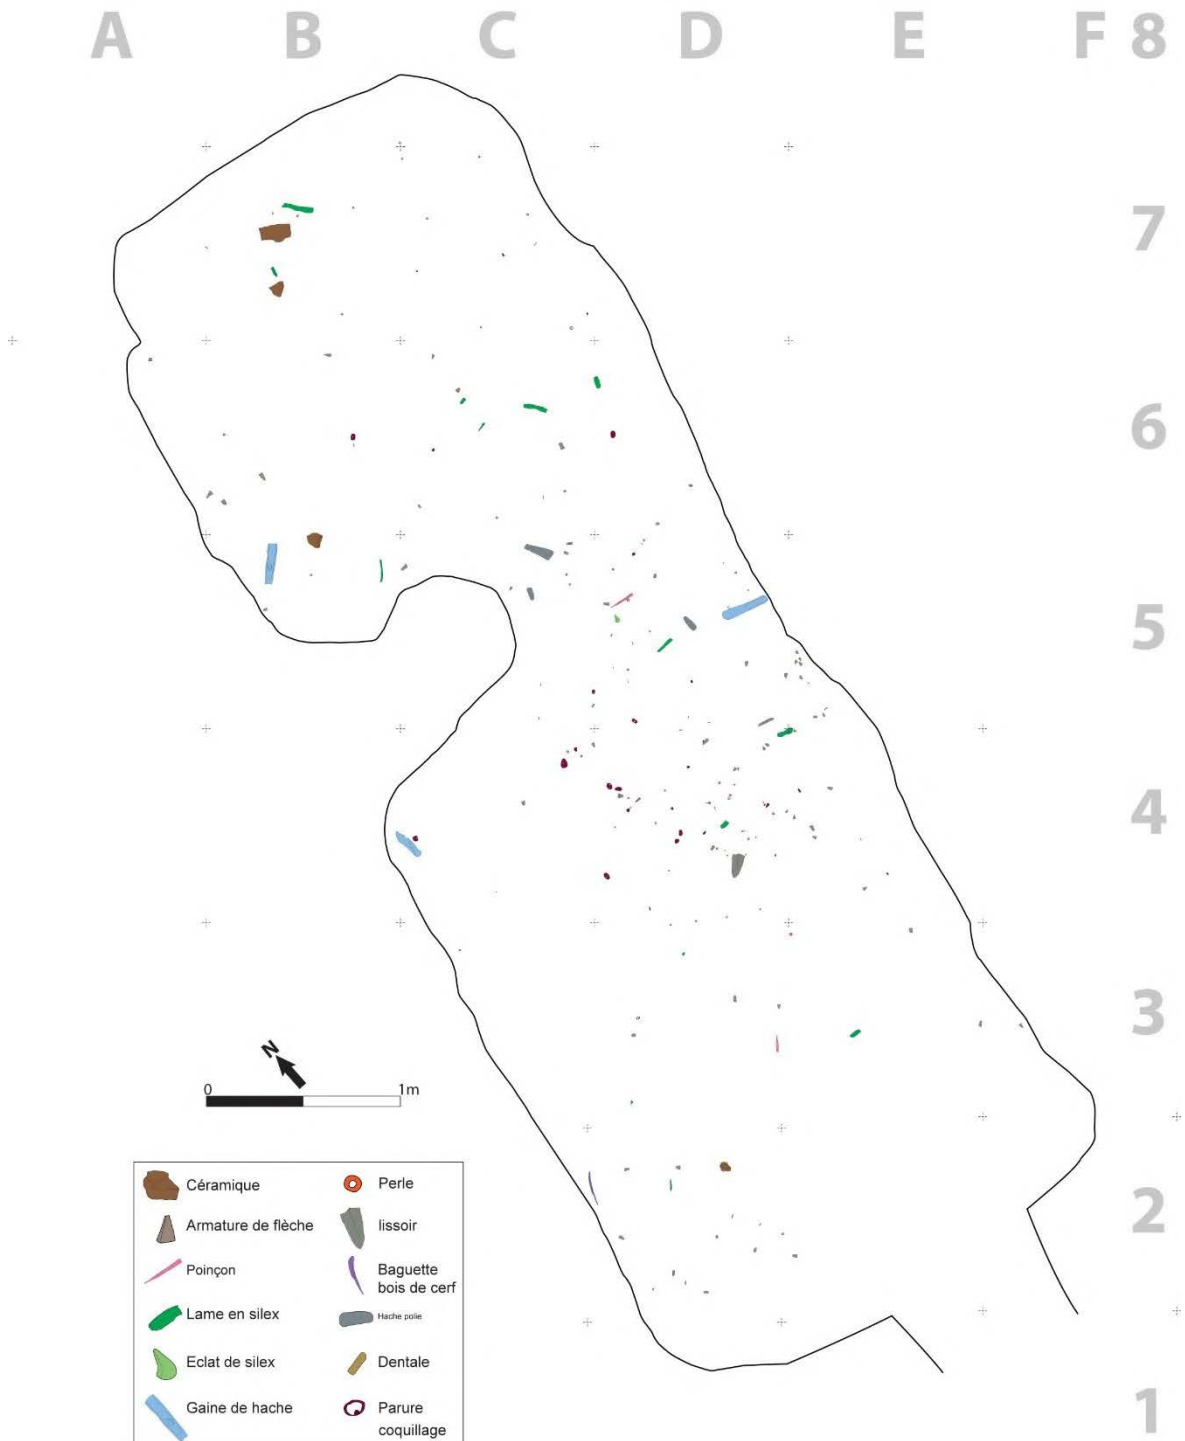 A B C D E F 8
7
6
5
4
3
2
1
N
0 1m
Céramique
Perle
Armature de flèche
lissoir
Poinçon
Baguette
bois de cerf
Lame en silex
Hache polie
Eclat de silex
Dentale
Gaine de hache
Parure
coquillage